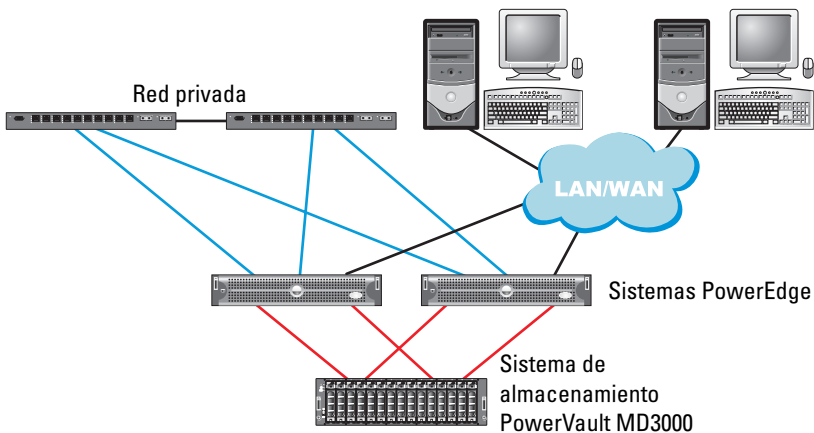 Red privada
LAN/WAN
Sistemas PowerEdge
Sistema de
almacenamiento
PowerVault MD3000